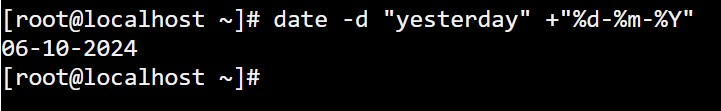 [root@localhost ~]# date -d "yesterday" +"%d-%m-%Y"
06-10-2024
[root@localhost ~]#